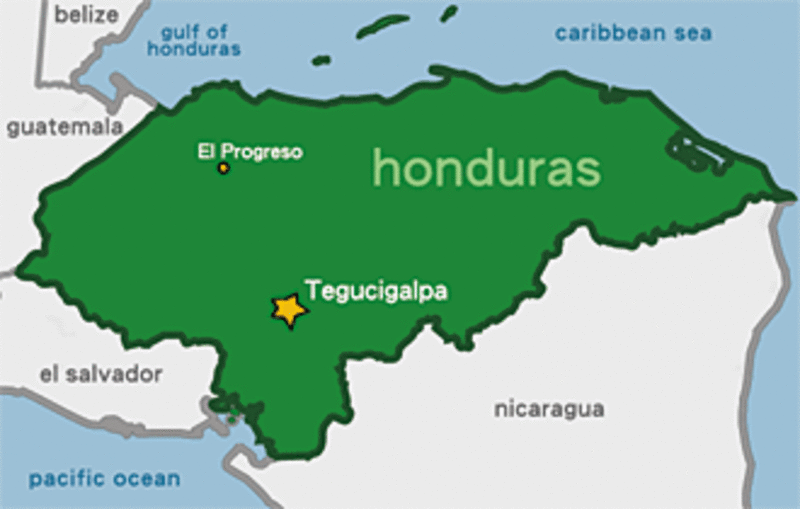 belize
gulf of
honduras
caribbean sea
guatemala
El Progreso
honduras
Tegucigalpa
el salvador
nicaragua
pacific ocean